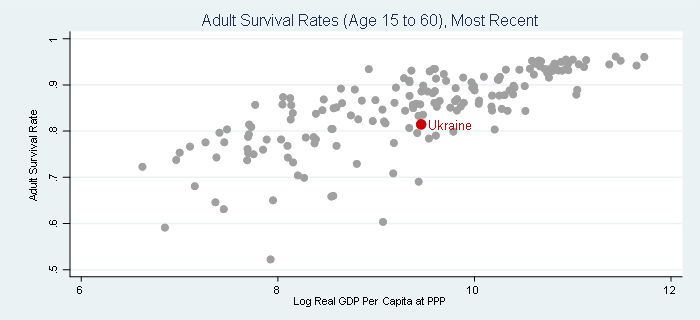 Adult Survival Rates (Age 15 to 60), Most Recent
1
.9
.8
.7
.6
.5
Adult Survival Rate
Ukraine
6
8
10
12
Log Real GDP Per Capita at PPP